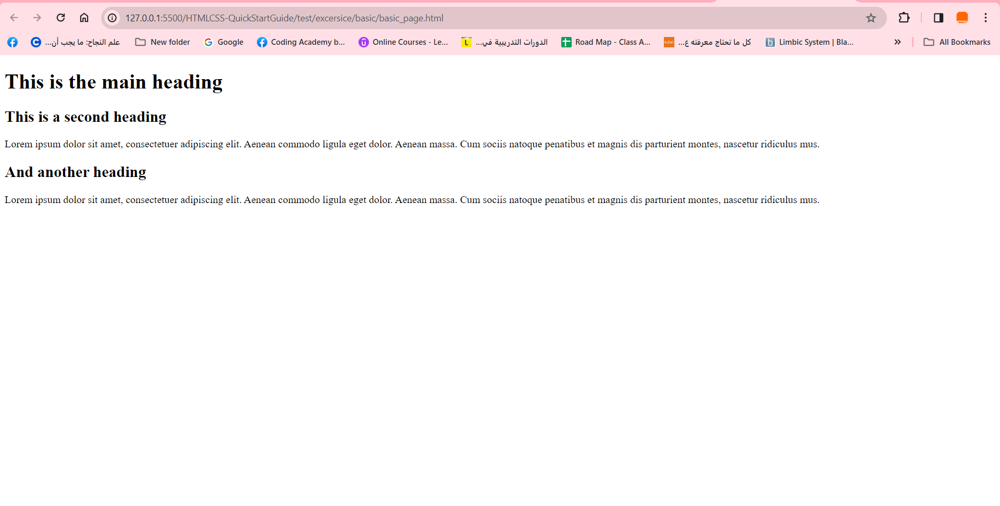 127.0.0.1:5500/HTMLCSS-QuickStartGuide/test/excersice/basic/basic_page.html
علم النجاح: ما يجب أن...
New folder
Google
Coding Academy b...
Online Courses - Le...
الدورات التدريبية في...
Road Map - Class A...
كل ما تحتاج معرفته ع...
Limbic System | Bla...
All Bookmarks
This is the main heading
This is a second heading
Lorem ipsum dolor sit amet, consectetuer adipiscing elit. Aenean commodo ligula eget dolor. Aenean massa. Cum sociis natoque penatibus et magnis dis parturient montes, nascetur ridiculus mus.
And another heading
Lorem ipsum dolor sit amet, consectetuer adipiscing elit. Aenean commodo ligula eget dolor. Aenean massa. Cum sociis natoque penatibus et magnis dis parturient montes, nascetur ridiculus mus.